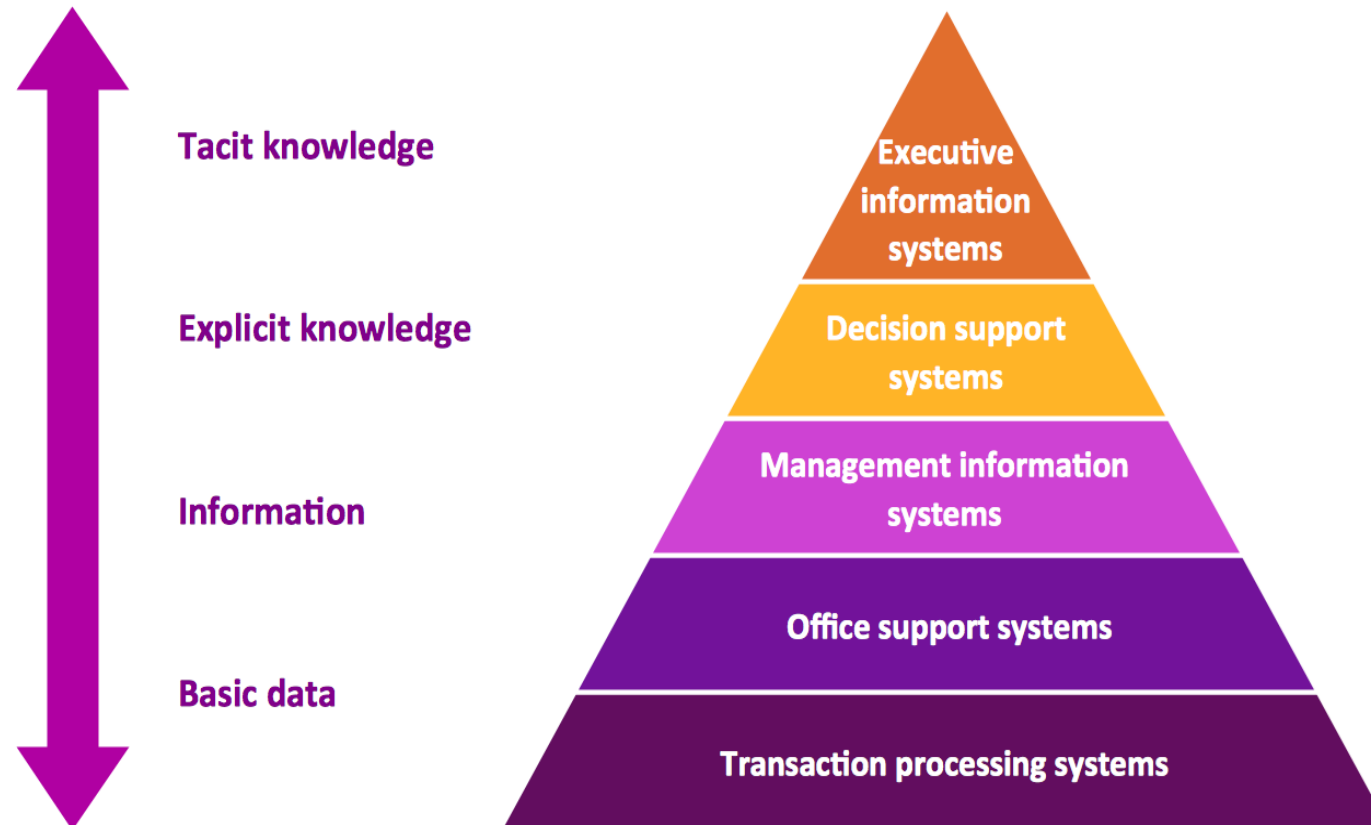 Tacit knowledge
Explicit knowledge
Information
Basic data
Executive
information
systems
Decision support
systems
Management information
systems
Office support systems
Transaction processing systems